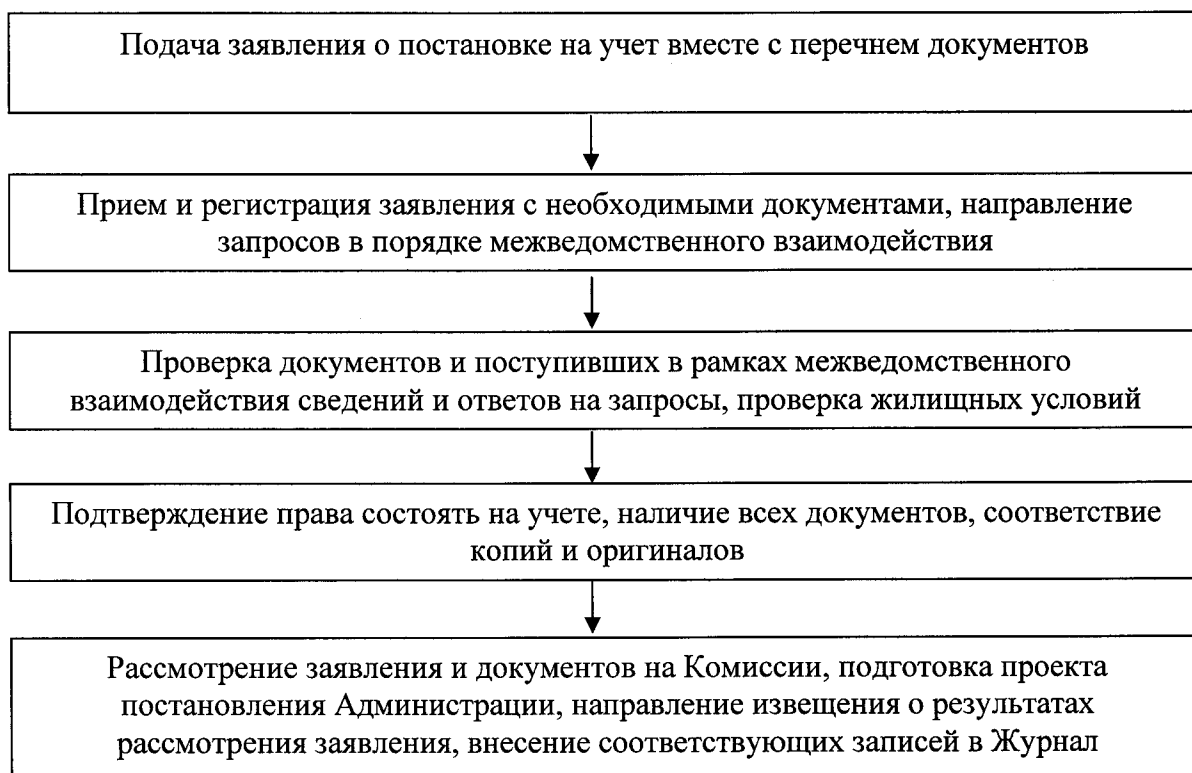 Подача заявления о постановке на учет вместе с перечнем документов
Прием и регистрация заявления с необходимыми документами, направление
запросов в порядке межведомственного взаимодействия
Проверка документов и поступивших в рамках межведомственного
взаимодействия сведений и ответов на запросы, проверка жилищных условий
Подтверждение права состоять на учете, наличие всех документов, соответствие
копий и оригиналов
Рассмотрение заявления и документов на Комиссии, подготовка проекта
постановления Администрации, направление извещения о результатах
рассмотрения заявления, внесение соответствующих записей в Журнал